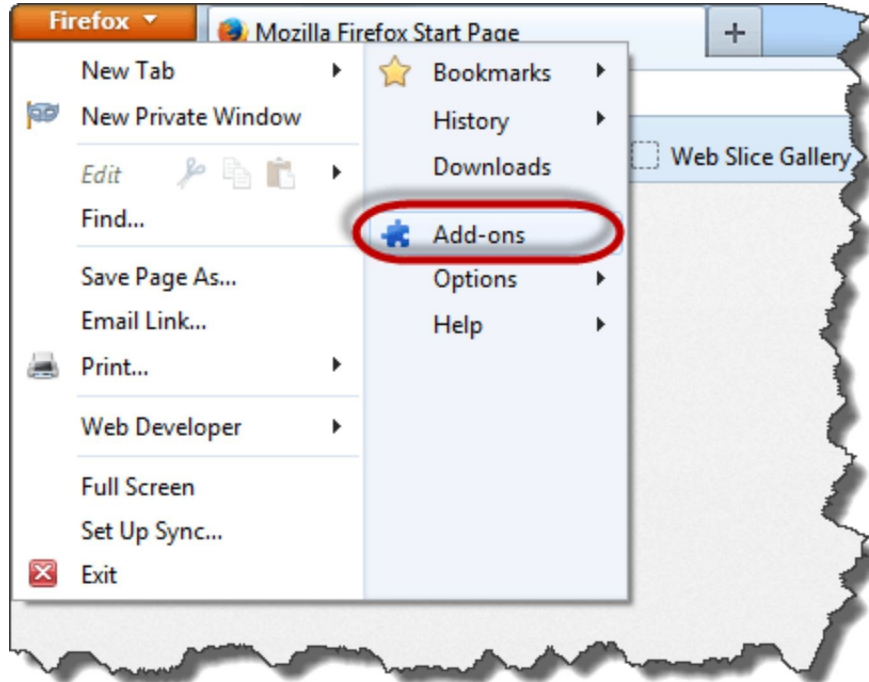 Firefox
Mozilla Firefox Start Page
New Tab
New Private Window
Edit
Find...
Save Page As...
Email Link...
Print...
Web Developer
Full Screen
Set Up Sync...
Exit
Bookmarks
History
Downloads
Add-ons
Options
Help
Web Slice Gallery